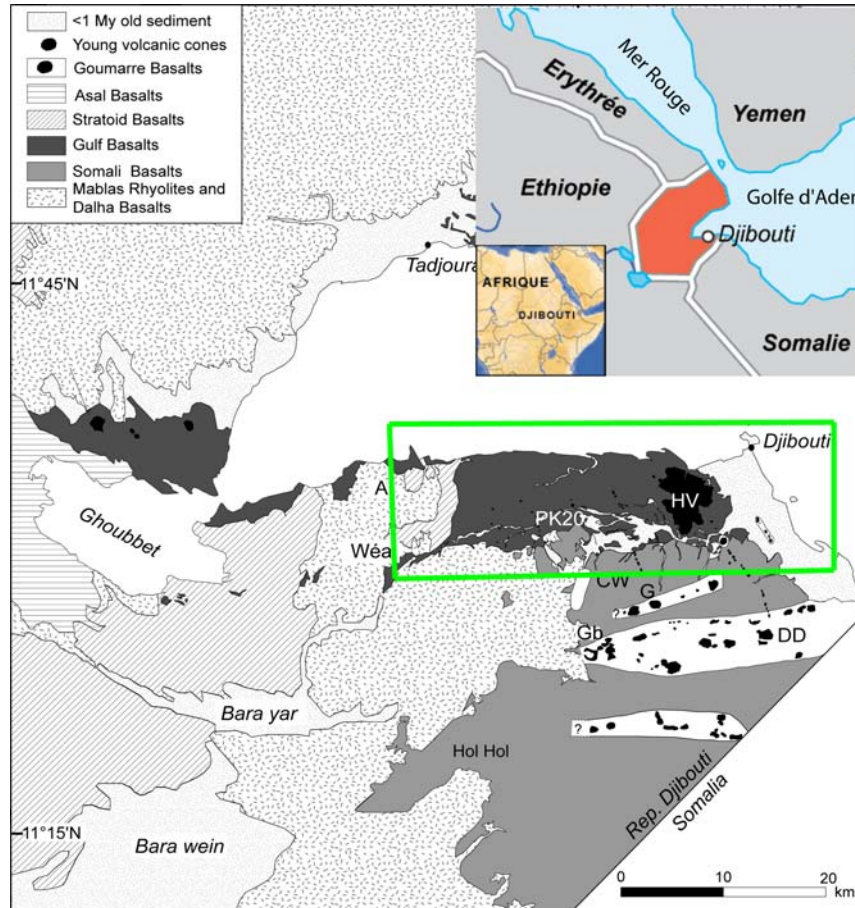 <1 My old sediment
Young volcanic cones
Goumarre Basalts
Asal Basalts
Stratoid Basalts
Gulf Basalts
Somali Basalts
Mablas Rhyolites and
Dalha Basalts
Mer Rouge
Erythrée
Yemen
Ethiopie
Golfe d'Aden
Djibouti
AFRIQUE
DJIBOUTI
Somalie
Tadjoura
11°45'N
Djibouti
A
HV
Ghoubbet
PK20
Wéa
CW
G
?
Gb
DD
Bara yar
?
Hol Hol
Rep. Djibouti
Somalia
11°15'N
Bara wein
0 10 20
km